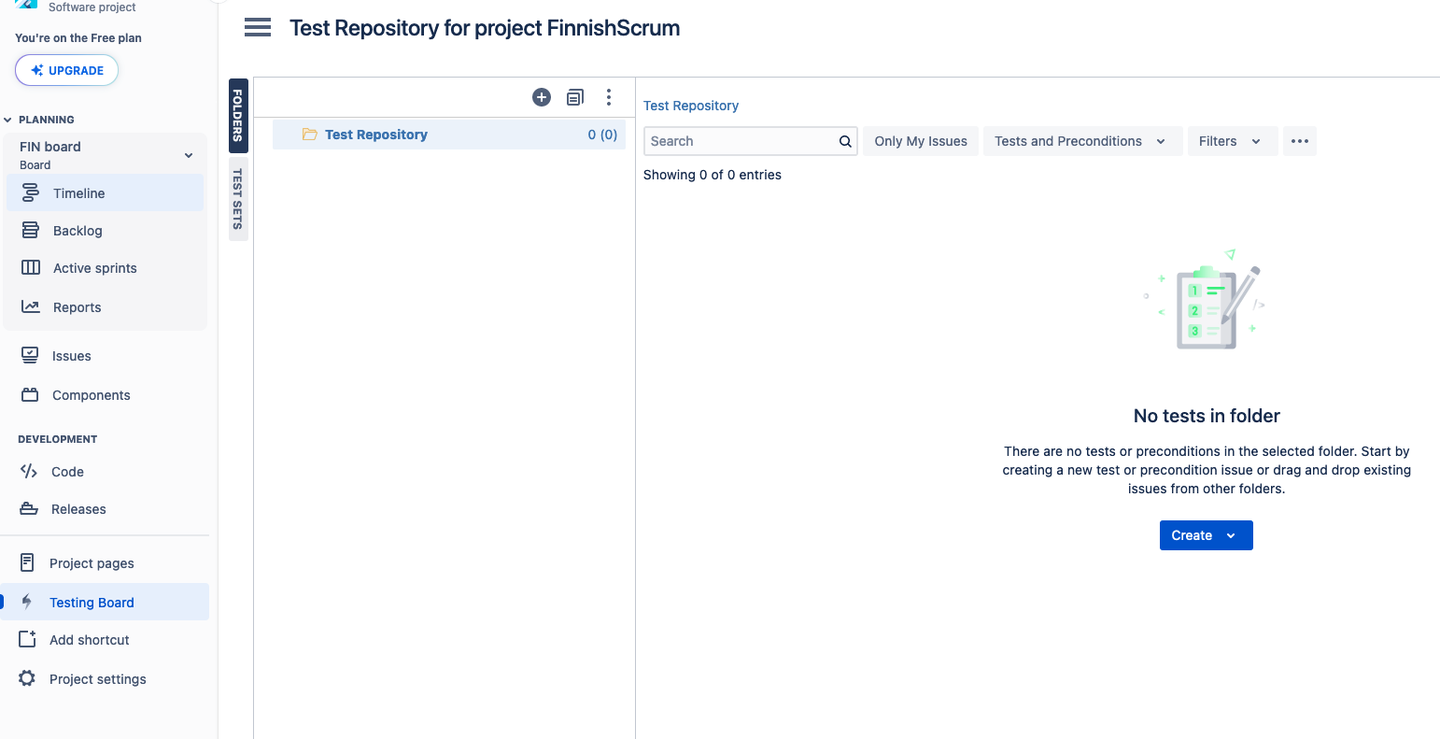 Software project
You're on the Free plan
UPGRADE
PLANNING
FIN board
Board
Timeline
Backlog
Active sprints
Reports
Issues
Components
DEVELOPMENT
Code
Releases
Project pages
Testing Board
Add shortcut
Project settings
Test Repository for project FinnishScrum
FOLDERS
TEST SETS
Test Repository 0 (0)
Test Repository
Search Only My Issues Tests and Preconditions Filters
Showing 0 of 0 entries
1
2
3
No tests in folder
There are no tests or preconditions in the selected folder. Start by
creating a new test or precondition issue or drag and drop existing
issues from other folders.
Create